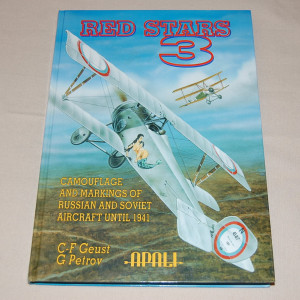 RED STARS
3
CAMOUFLAGE
AND MARKINGS OF
RUSSIAN AND SOVIET
AIRCRAFT UNTIL 1941
C-F Geust
G Petrov
-APALI-